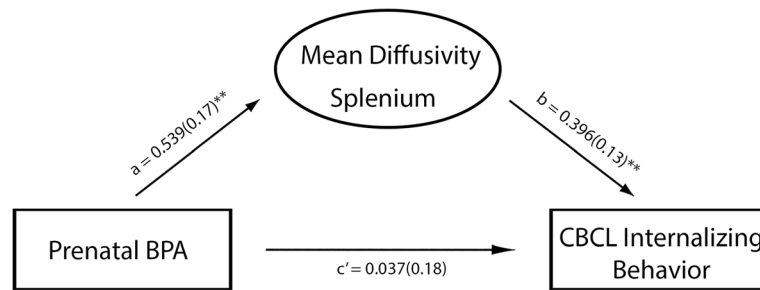 Mean Diffusivity
Splenium
a = 0.539(0.17)**
b = 0.396(0.13)**
Prenatal BPA
CBCL Internalizing
Behavior
c’ = 0.037(0.18)